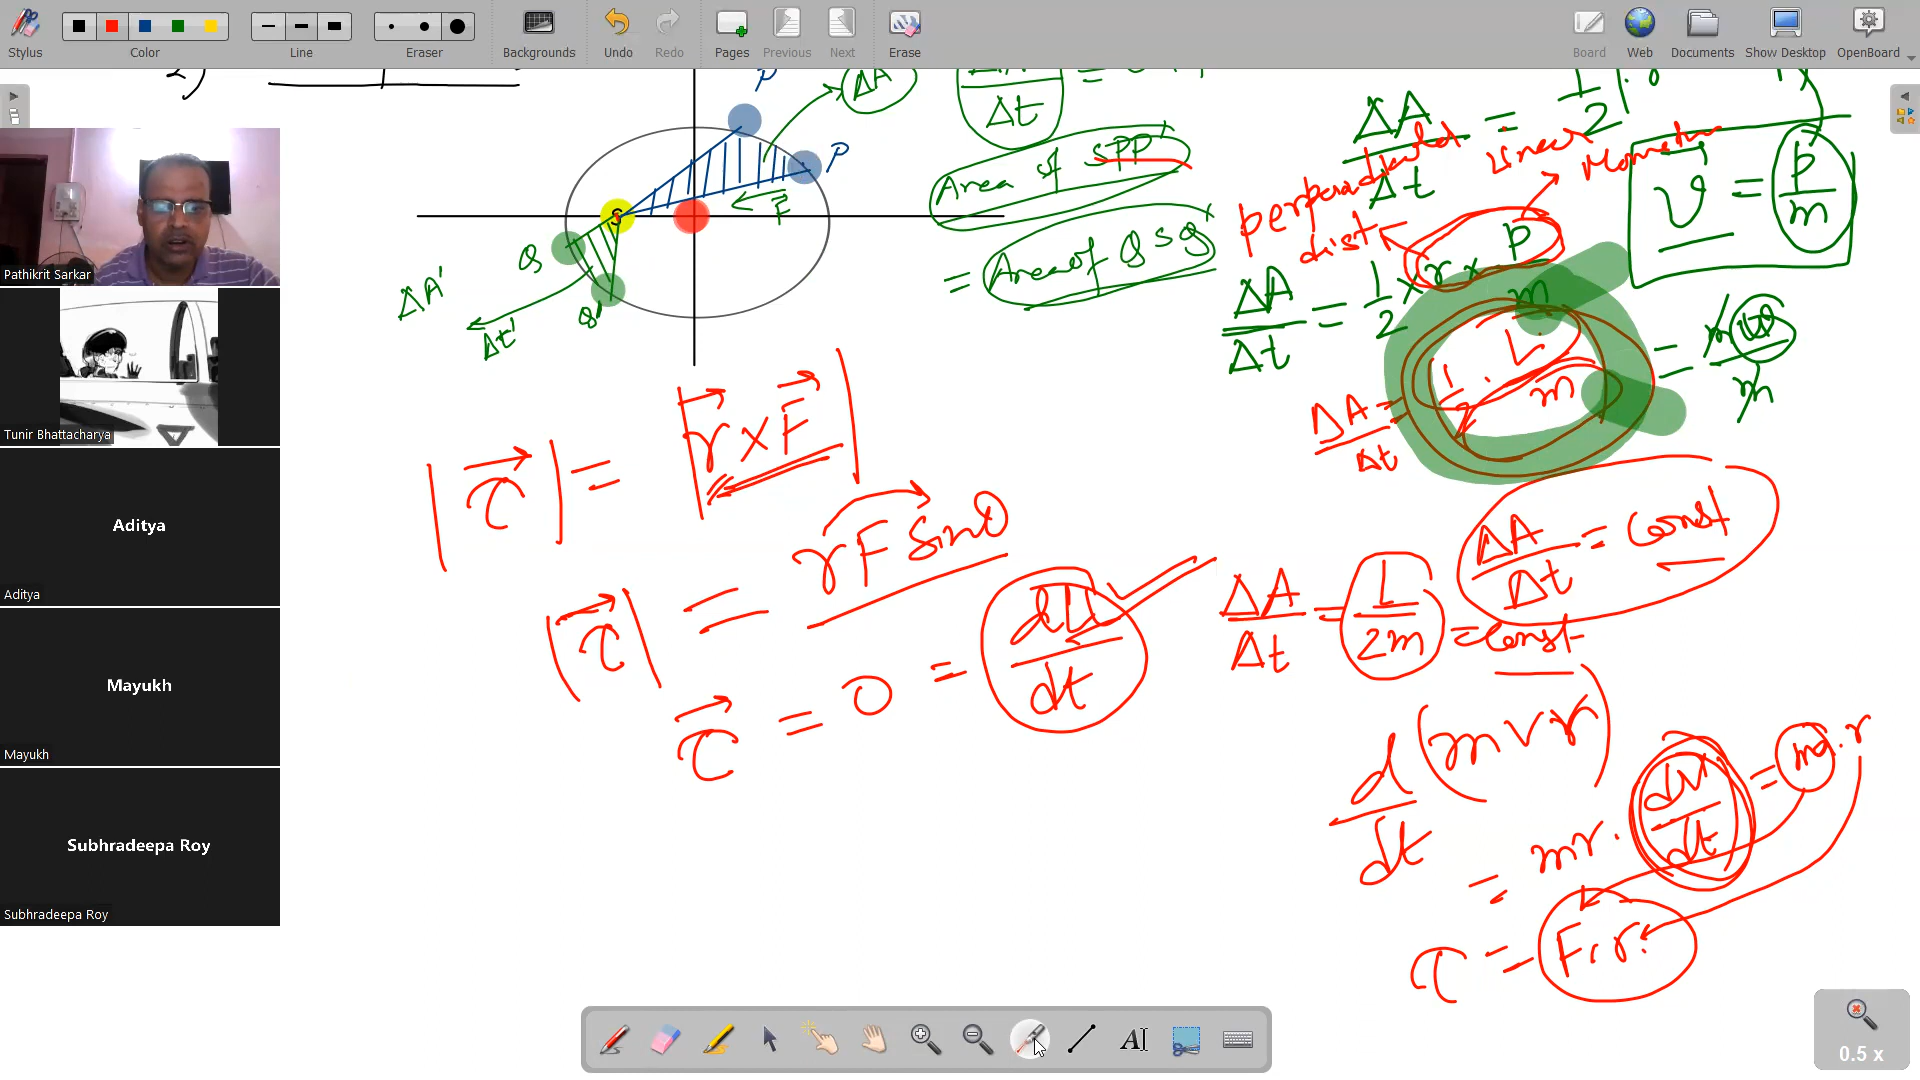 Stylus
Color
Line
Eraser
Backgrounds
Undo
Redo
Pages
Previous
Next
Erase
Board
Web
Documents
Show Desktop
OpenBoard
2)
P'
P
S
F
Q
Q'
ΔA'
Δt'
ΔA
Δt
Area of SPP'
= Area of QSQ'
ΔA/Δt = 1/2
perpendicular dist
Linear Momentum
v = p/m
ΔA/Δt = 1/2 × r × p/m
= mv/m
ΔA/Δt = 1/2 · L/m
ΔA/Δt = Const
ΔA/Δt = L/2m = const
|τ| = |r × F|
|τ| = rF Sinθ
τ = 0 = dL/dt
d/dt (mvr)
= mr. dv/dt = ma.r
τ = F.r.
Pathikrit Sarkar
Tunir Bhattacharya
Aditya
Aditya
Mayukh
Mayukh
Subhradeepa Roy
Subhradeepa Roy
0.5 x